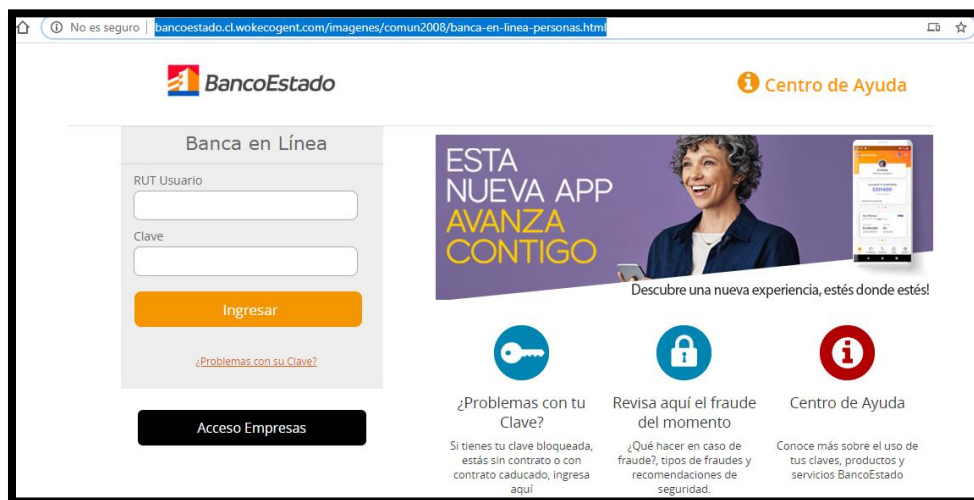 No es seguro | bancoestado.cl.wokecogent.com/imagenes/comun2008/banca-en-linea-personas.html
BancoEstado
Centro de Ayuda
Banca en Línea
RUT Usuario
Clave
Ingresar
¿Problemas con su Clave?
Acceso Empresas
ESTA
NUEVA APP
AVANZA
CONTIGO
Descubre una nueva experiencia, estés donde estés!
¿Problemas con tu
Clave?
Si tienes tu clave bloqueada,
estás sin contrato o con
contrato caducado, ingresa
aquí
Revisa aquí el fraude
del momento
¿Qué hacer en caso de
fraude?, tipos de fraudes y
recomendaciones de
seguridad.
Centro de Ayuda
Conoce más sobre el uso de
tus claves, productos y
servicios BancoEstado